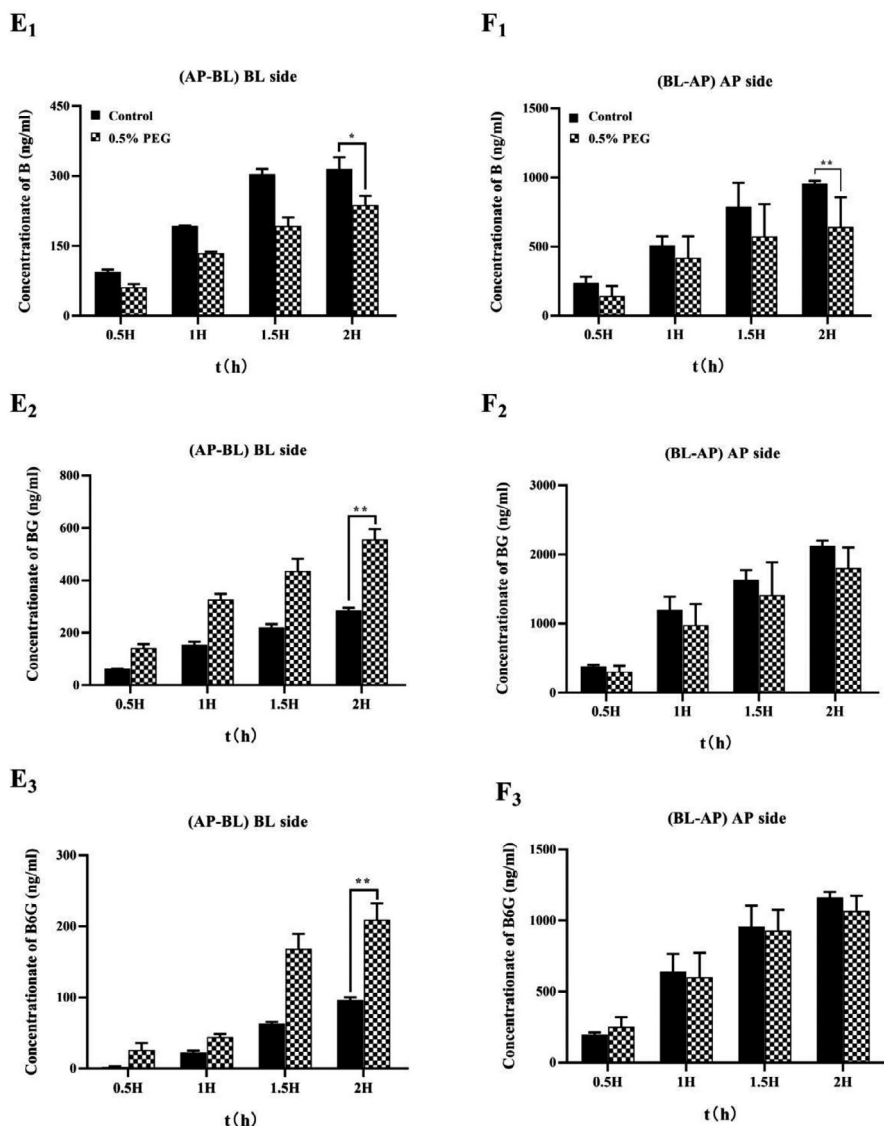 E1
(AP-BL) BL side
Concentrationate of B (ng/ml)
450
300
150
0
Control
0.5% PEG
*
0.5H 1H 1.5H 2H
t(h)
F1
(BL-AP) AP side
Concentrationate of B (ng/ml)
1500
1000
500
0
Control
0.5% PEG
**
0.5H 1H 1.5H 2H
t(h)
E2
(AP-BL) BL side
Concentrationate of BG (ng/ml)
800
600
400
200
0
**
0.5H 1H 1.5H 2H
t(h)
F2
(BL-AP) AP side
Concentrationate of BG (ng/ml)
3000
2000
1000
0
0.5H 1H 1.5H 2H
t(h)
E3
(AP-BL) BL side
Concentrationate of B6G (ng/ml)
300
200
100
0
**
0.5H 1H 1.5H 2H
t(h)
F3
(BL-AP) AP side
Concentrationate of B6G (ng/ml)
1500
1000
500
0
0.5H 1H 1.5H 2H
t(h)